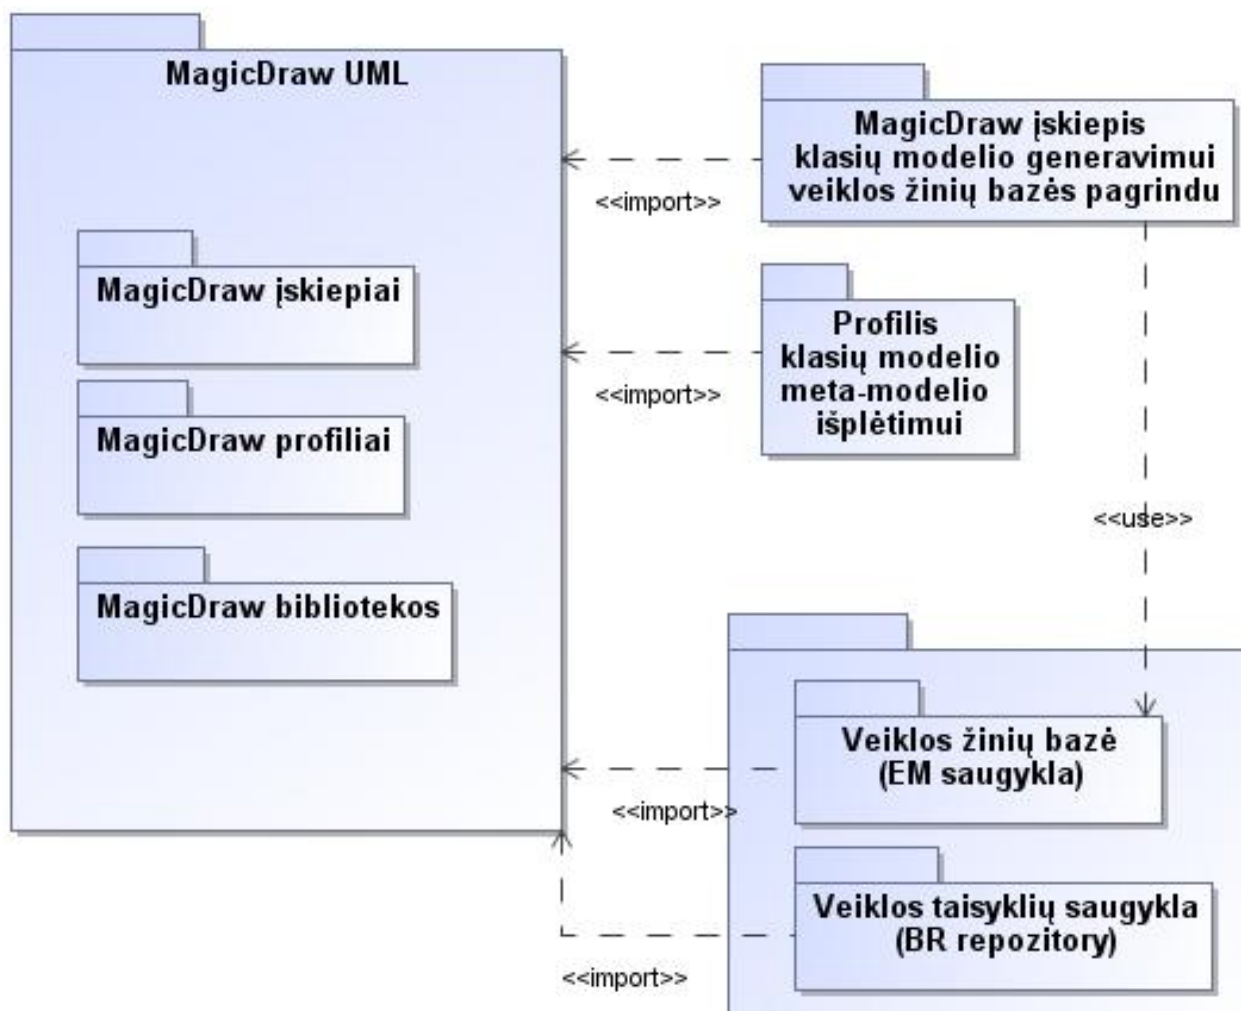 MagicDraw UML
MagicDraw įskiepiai
MagicDraw profiliai
MagicDraw bibliotekos
MagicDraw įskiepis
klasių modelio generavimui
veiklos žinių bazės pagrindu
<<import>>
Profilis
klasių modelio
meta-modelio
išplėtimui
<<import>>
<<use>>
Veiklos žinių bazė
(EM saugykla)
<<import>>
Veiklos taisyklių saugykla
(BR repozitory)
<<import>>